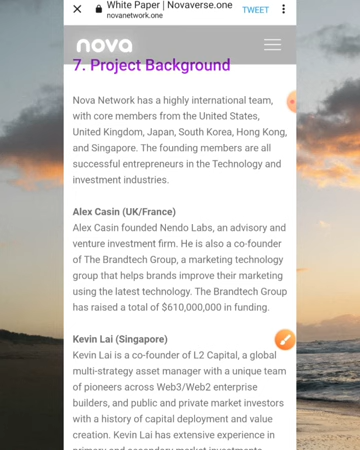 White Paper | Novaverse.one
novanetwork.one
TWEET
nova
7. Project Background
Nova Network has a highly international team,
with core members from the United States,
United Kingdom, Japan, South Korea, Hong Kong,
and Singapore. The founding members are all
successful entrepreneurs in the Technology and
investment industries.
Alex Casin (UK/France)
Alex Casin founded Nendo Labs, an advisory and
venture investment firm. He is also a co-founder
of The Brandtech Group, a marketing technology
group that helps brands improve their marketing
using the latest technology. The Brandtech Group
has raised a total of $610,000,000 in funding.
Kevin Lai (Singapore)
Kevin Lai is a co-founder of L2 Capital, a global
multi-strategy asset manager with a unique team
of pioneers across Web3/Web2 enterprise
builders, and public and private market investors
with a history of capital deployment and value
creation. Kevin Lai has extensive experience in
primary and secondary market investments